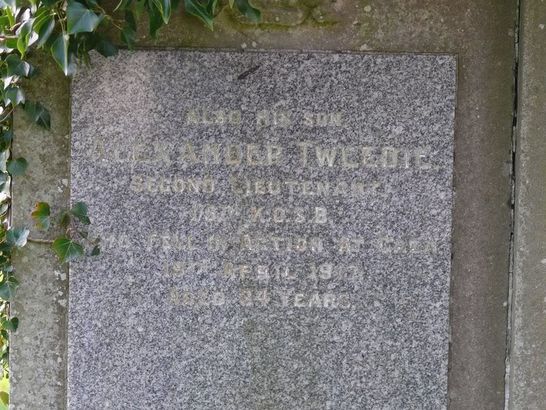 ALSO HIS SON
ALEXANDER TWEEDIE.
SECOND LIEUTENANT,
K.O.S.B.
FELL IN ACTION AT GAZA
19TH APRIL 1917
AGED 34 YEARS.